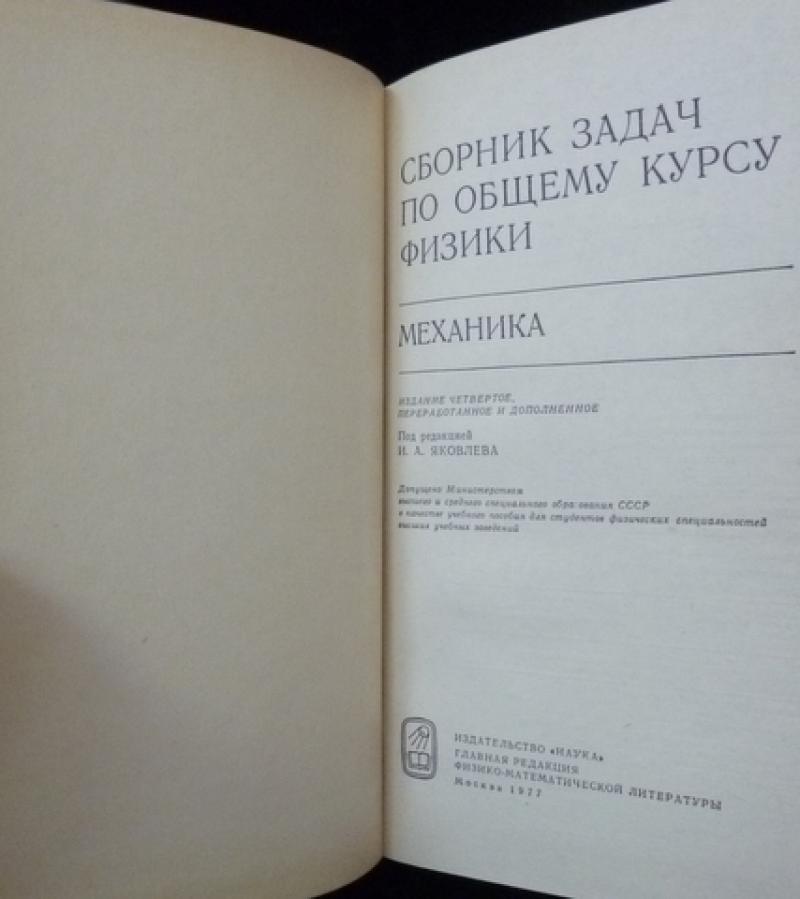 СБОРНИК ЗАДАЧ
ПО ОБЩЕМУ КУРСУ
ФИЗИКИ
МЕХАНИКА
ИЗДАНИЕ ЧЕТВЕРТОЕ,
ПЕРЕРАБОТАННОЕ И ДОПОЛНЕННОЕ
Под редакцией
И. А. ЯКОВЛЕВА
Допущено Министерством
высшего и среднего специального образования СССР
в качестве учебного пособия для студентов физических специальностей
высших учебных заведений
ИЗДАТЕЛЬСТВО «НАУКА»
ГЛАВНАЯ РЕДАКЦИЯ
ФИЗИКО-МАТЕМАТИЧЕСКОЙ ЛИТЕРАТУРЫ
Москва 1977